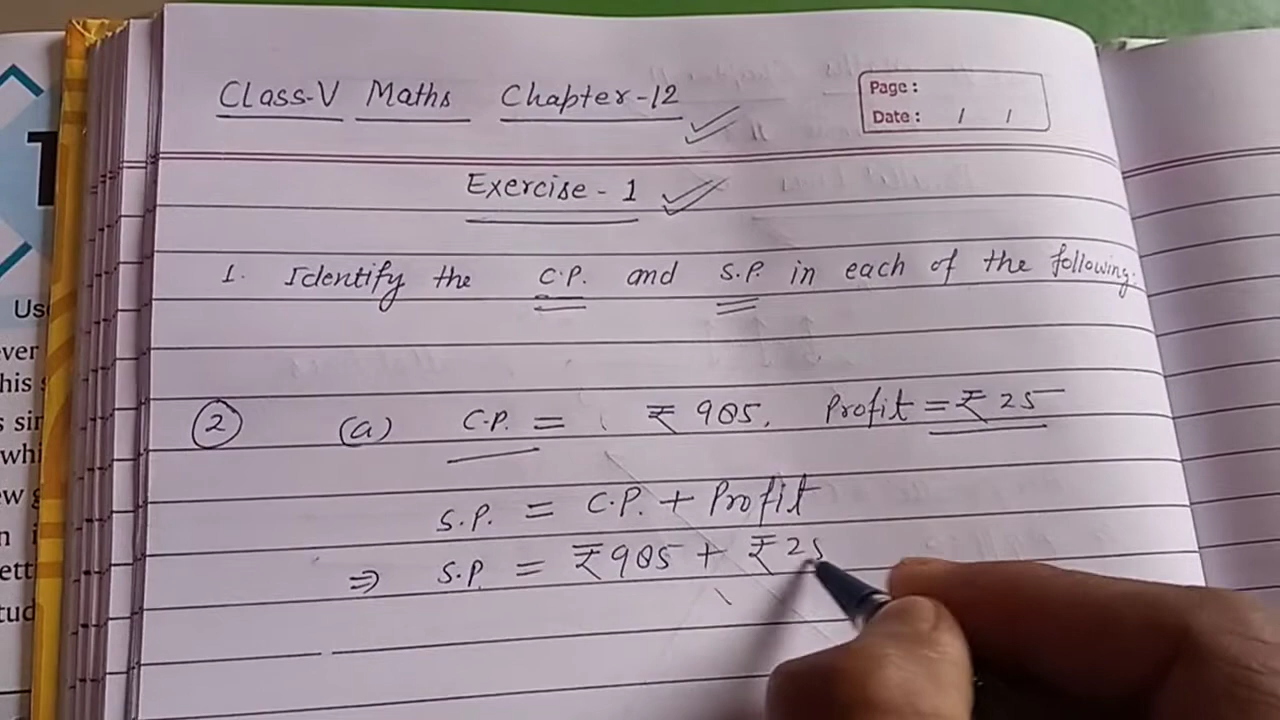 Class-V Maths Chapter-12
Page :
Date : / /
Exercise - 1
1. Identify the C.P. and S.P. in each of the following.
② (a) C.P. = ₹ 905, Profit = ₹ 25
S.P. = C.P. + Profit
⇒ S.P. = ₹905 + ₹25